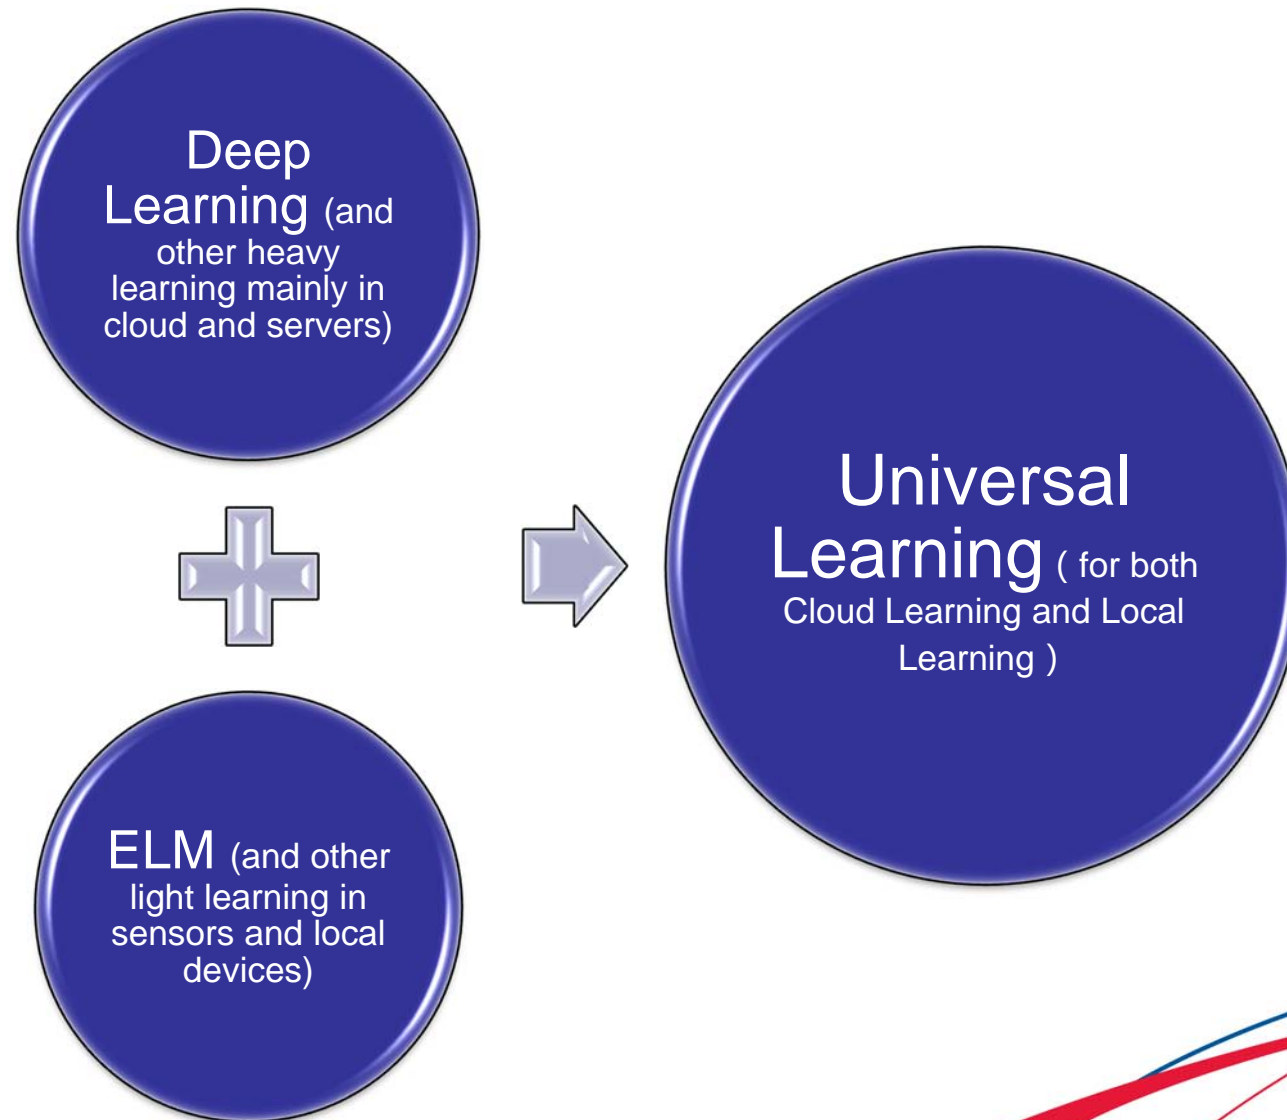 Deep
Learning (and
other heavy
learning mainly in
cloud and servers)
ELM (and other
light learning in
sensors and local
devices)
Universal
Learning ( for both
Cloud Learning and Local
Learning )